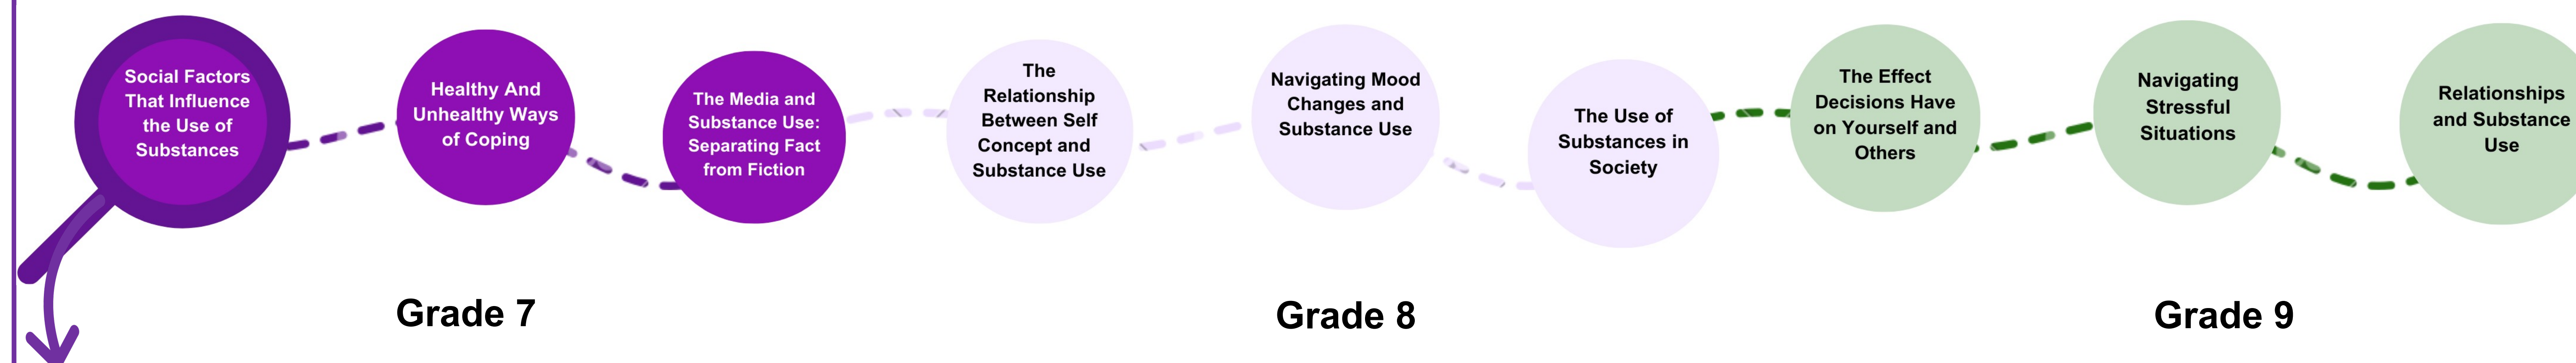 Social Factors
That Influence
the Use of
Substances
Healthy And
Unhealthy Ways
of Coping
The Media and
Substance Use:
Separating Fact
from Fiction
The
Relationship
Between Self
Concept and
Substance Use
Navigating Mood
Changes and
Substance Use
The Use of
Substances in
Society
The Effect
Decisions Have
on Yourself and
Others
Navigating
Stressful
Situations
Relationships
and Substance
Use
Grade 7
Grade 8
Grade 9